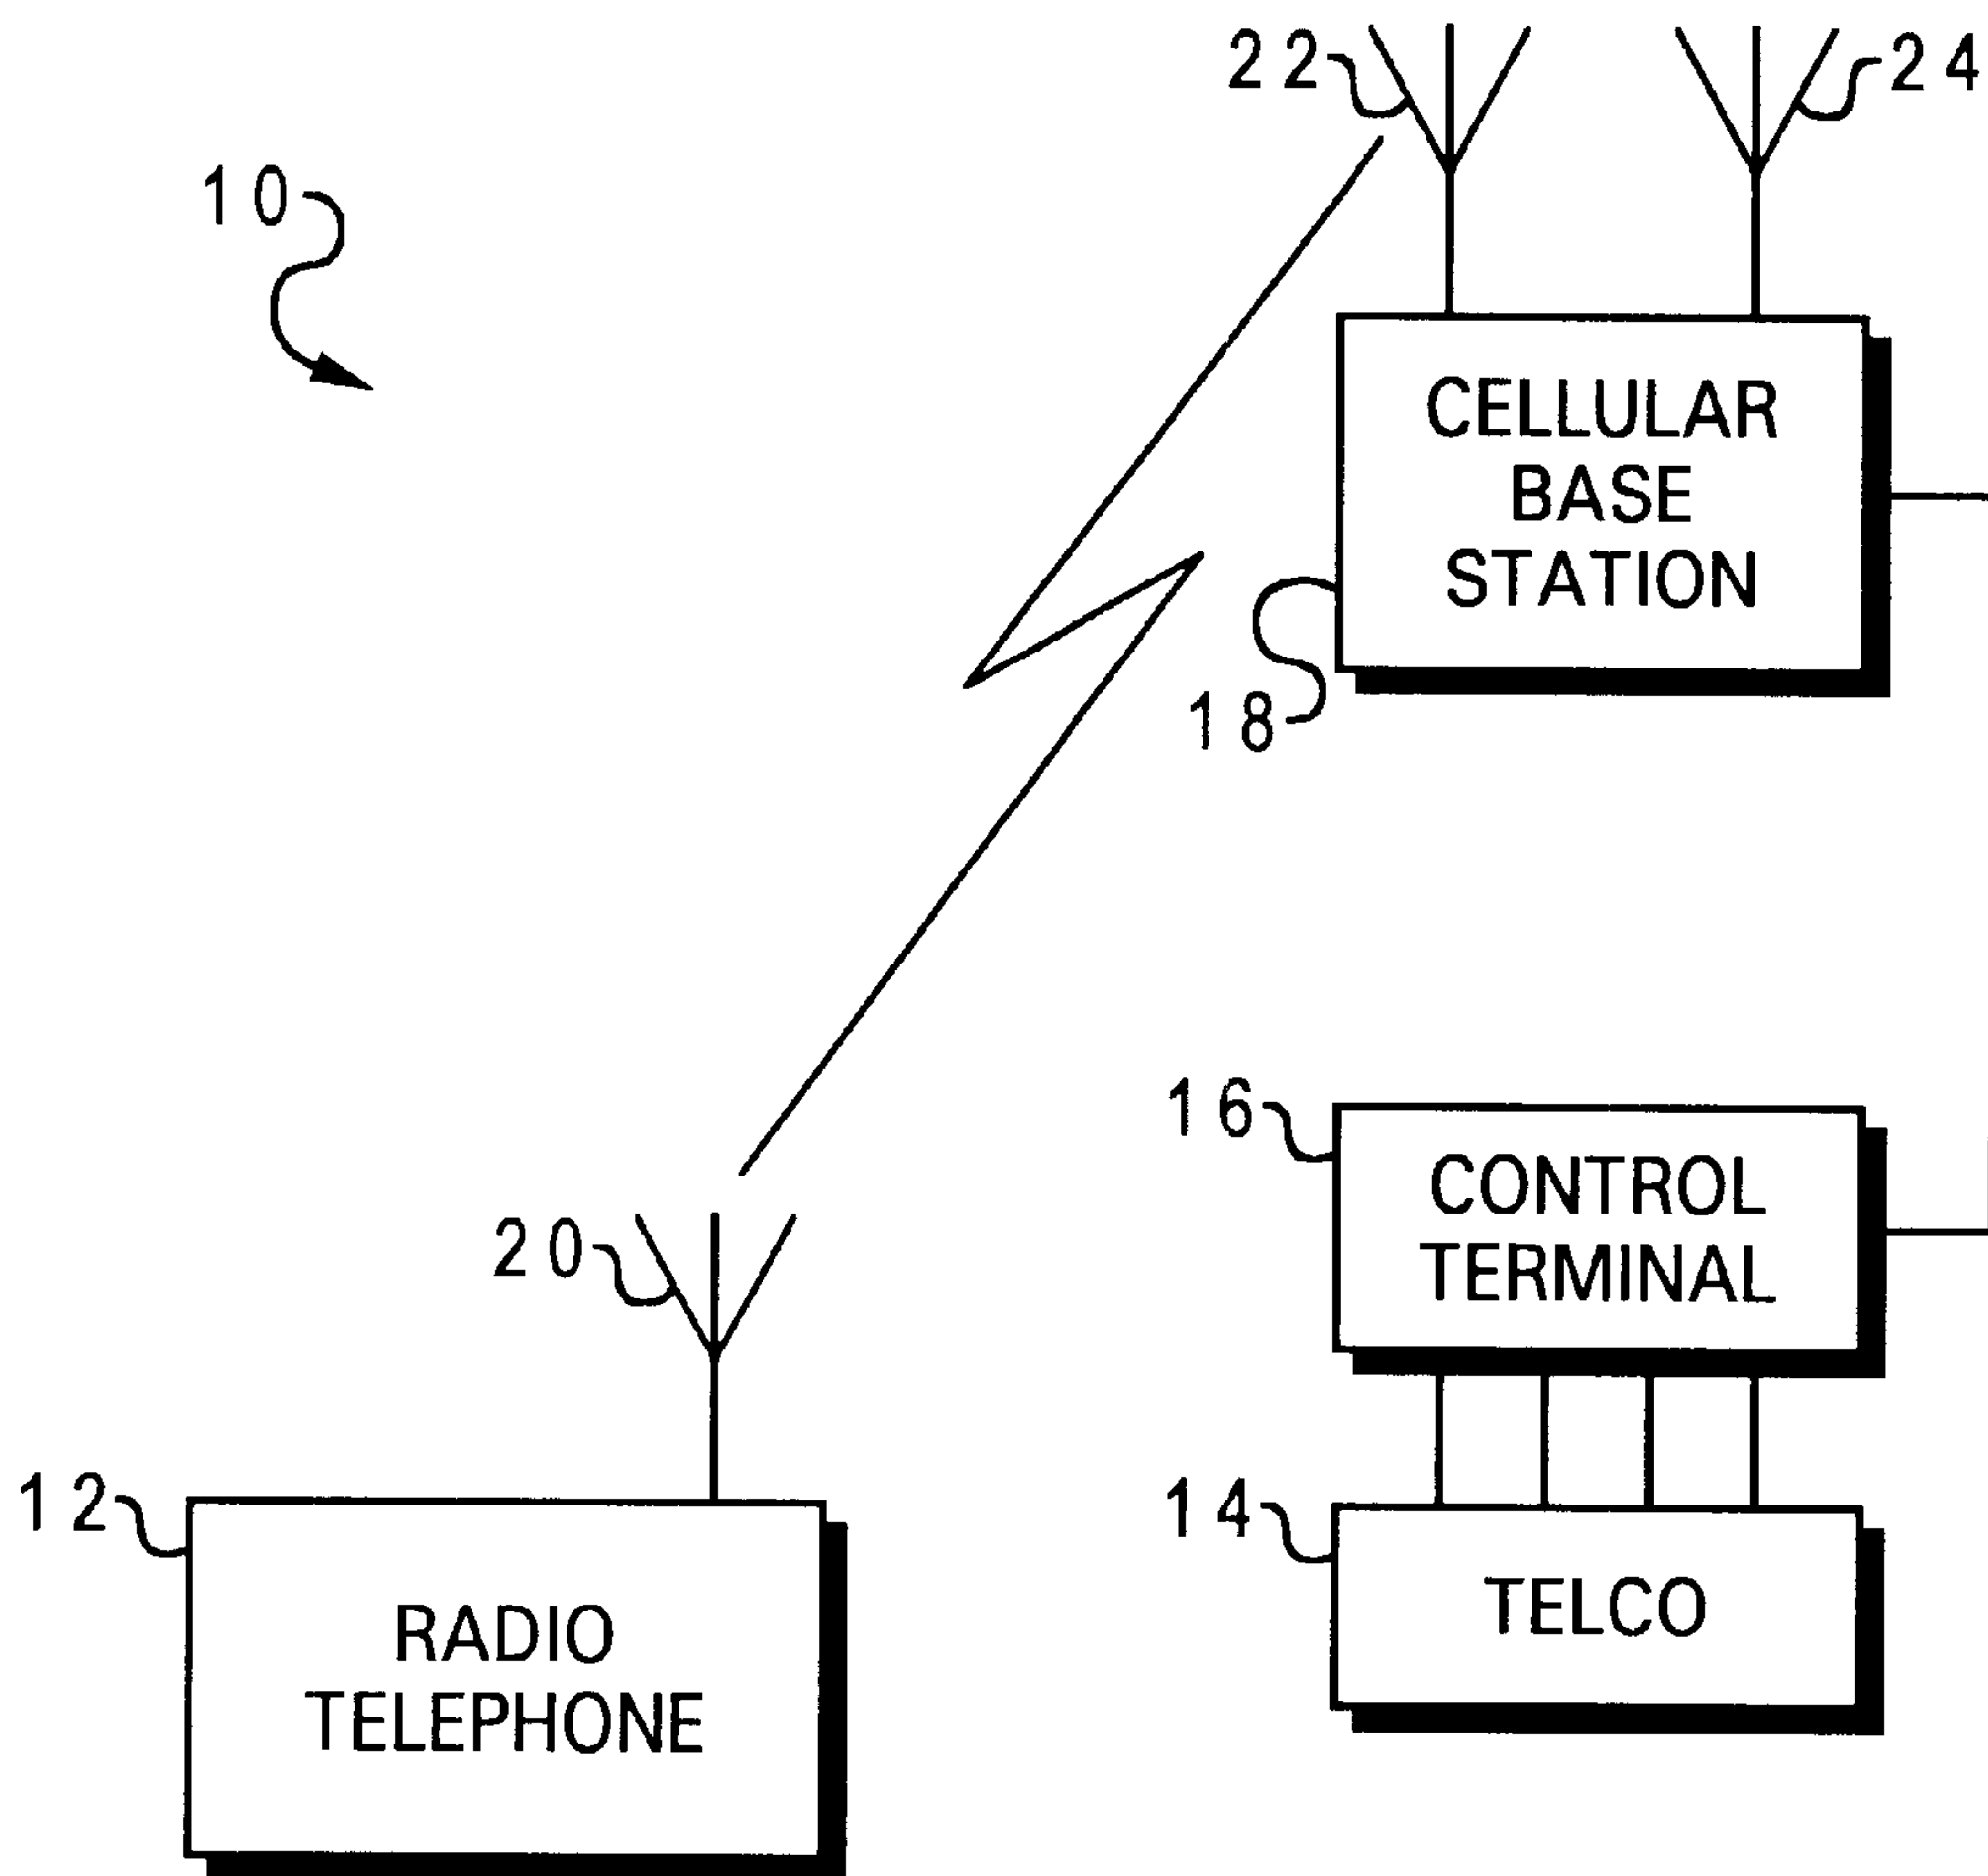 22
24
10
CELLULAR
BASE
STATION
18
16
CONTROL
TERMINAL
20
12
14
TELCO
RADIO
TELEPHONE